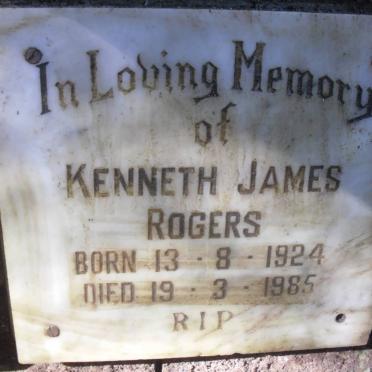 In Loving Memory
of
KENNETH JAMES
ROGERS
BORN 13 · 8 · 1924
DIED 19 · 3 · 1985
RIP